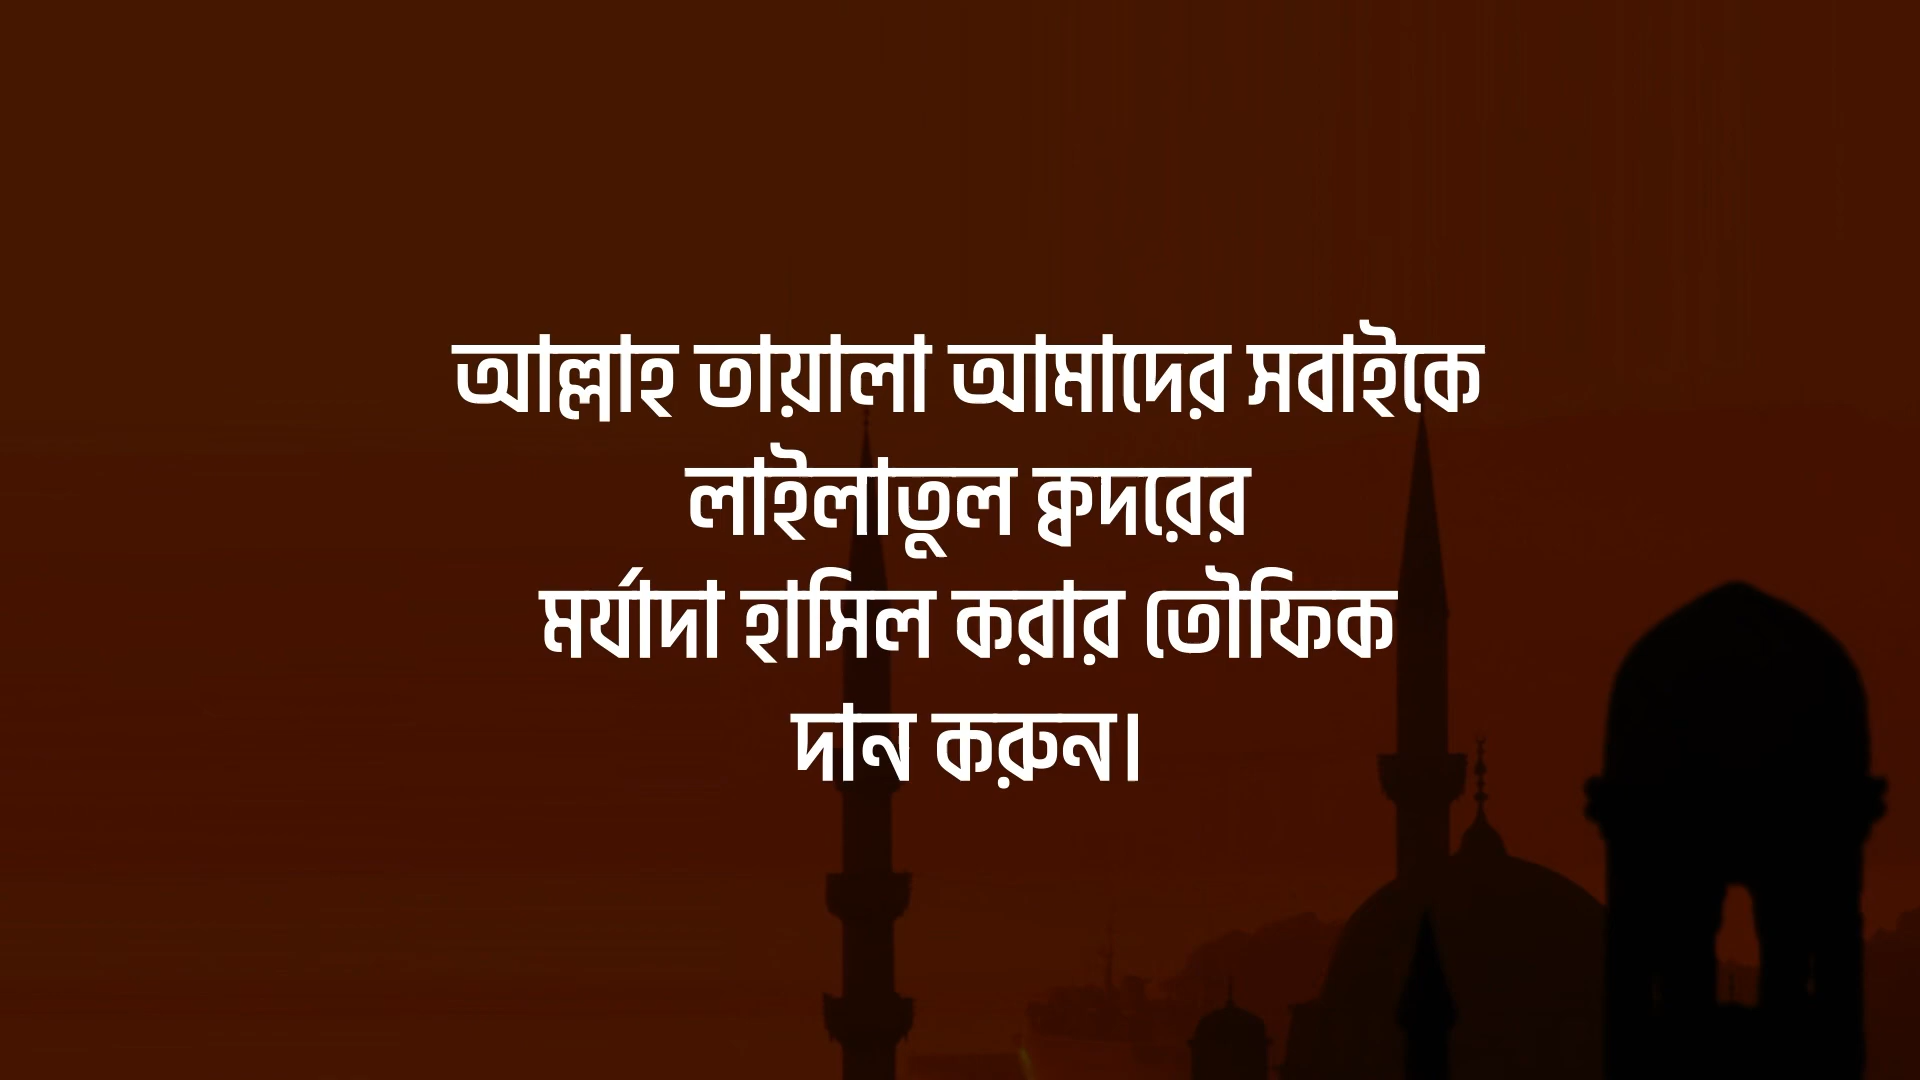 আল্লাহ তায়ালা আমাদের সবাইকে
লাইলাতুল ক্বদরের
মর্যাদা হাসিল করার তৌফিক
দান করুন।